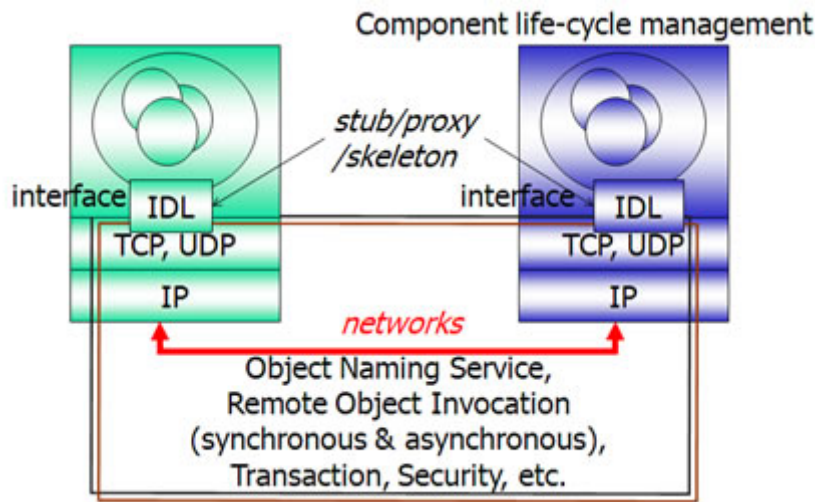 Component life-cycle management
stub/proxy
/skeleton
interface
IDL
interface
IDL
TCP, UDP
TCP, UDP
IP
IP
networks
Object Naming Service,
Remote Object Invocation
(synchronous & asynchronous),
Transaction, Security, etc.